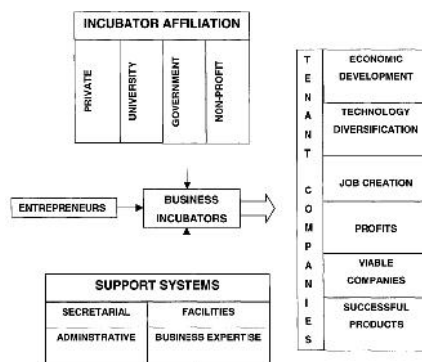 INCUBATOR AFFILIATION
PRIVATE
UNIVERSITY
GOVERNMENT
NON-PROFIT
ENTREPRENEURS
BUSINESS
INCUBATORS
SUPPORT SYSTEMS
SECRETARIAL
FACILITIES
ADMINSTRATIVE
BUSINESS EXPERTISE
TENANT COMPANIES
ECONOMIC
DEVELOPMENT
TECHNOLOGY
DIVERSIFICATION
JOB CREATION
PROFITS
VIABLE
COMPANIES
SUCCESSFUL
PRODUCTS